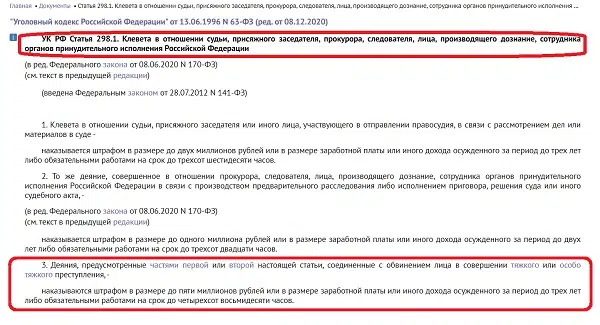 Главная • Документы • Статья 298.1. Клевета в отношении судьи, присяжного заседателя, прокурора, следователя, лица, производящего дознание, сотрудника органов принудительного исполнения ...
"Уголовный кодекс Российской Федерации" от 13.06.1996 N 63-ФЗ (ред. от 08.12.2020)
УК РФ Статья 298.1. Клевета в отношении судьи, присяжного заседателя, прокурора, следователя, лица, производящего дознание, сотрудника
органов принудительного исполнения Российской Федерации
(в ред. Федерального закона от 08.06.2020 N 170-ФЗ)
(см. текст в предыдущей редакции)
(введена Федеральным законом от 28.07.2012 N 141-ФЗ)
1. Клевета в отношении судьи, присяжного заседателя или иного лица, участвующего в отправлении правосудия, в связи с рассмотрением дел или
материалов в суде -
наказывается штрафом в размере до двух миллионов рублей или в размере заработной платы или иного дохода осужденного за период до трех лет
либо обязательными работами на срок до трехсот шестидесяти часов.
2. То же деяние, совершенное в отношении прокурора, следователя, лица, производящего дознание, сотрудника органов принудительного
исполнения Российской Федерации в связи с производством предварительного расследования либо исполнением приговора, решения суда или иного
судебного акта, -
(в ред. Федерального закона от 08.06.2020 N 170-ФЗ)
(см. текст в предыдущей редакции)
наказывается штрафом в размере до одного миллиона рублей или в размере заработной платы или иного дохода осужденного за период до двух
лет либо обязательными работами на срок до трехсот двадцати часов.
3. Деяния, предусмотренные частями первой или второй настоящей статьи, соединенные с обвинением лица в совершении тяжкого или особо
тяжкого преступления, -
наказываются штрафом в размере до пяти миллионов рублей или в размере заработной платы или иного дохода осужденного за период до трех лет
либо обязательными работами на срок до четырехсот восьмидесяти часов.